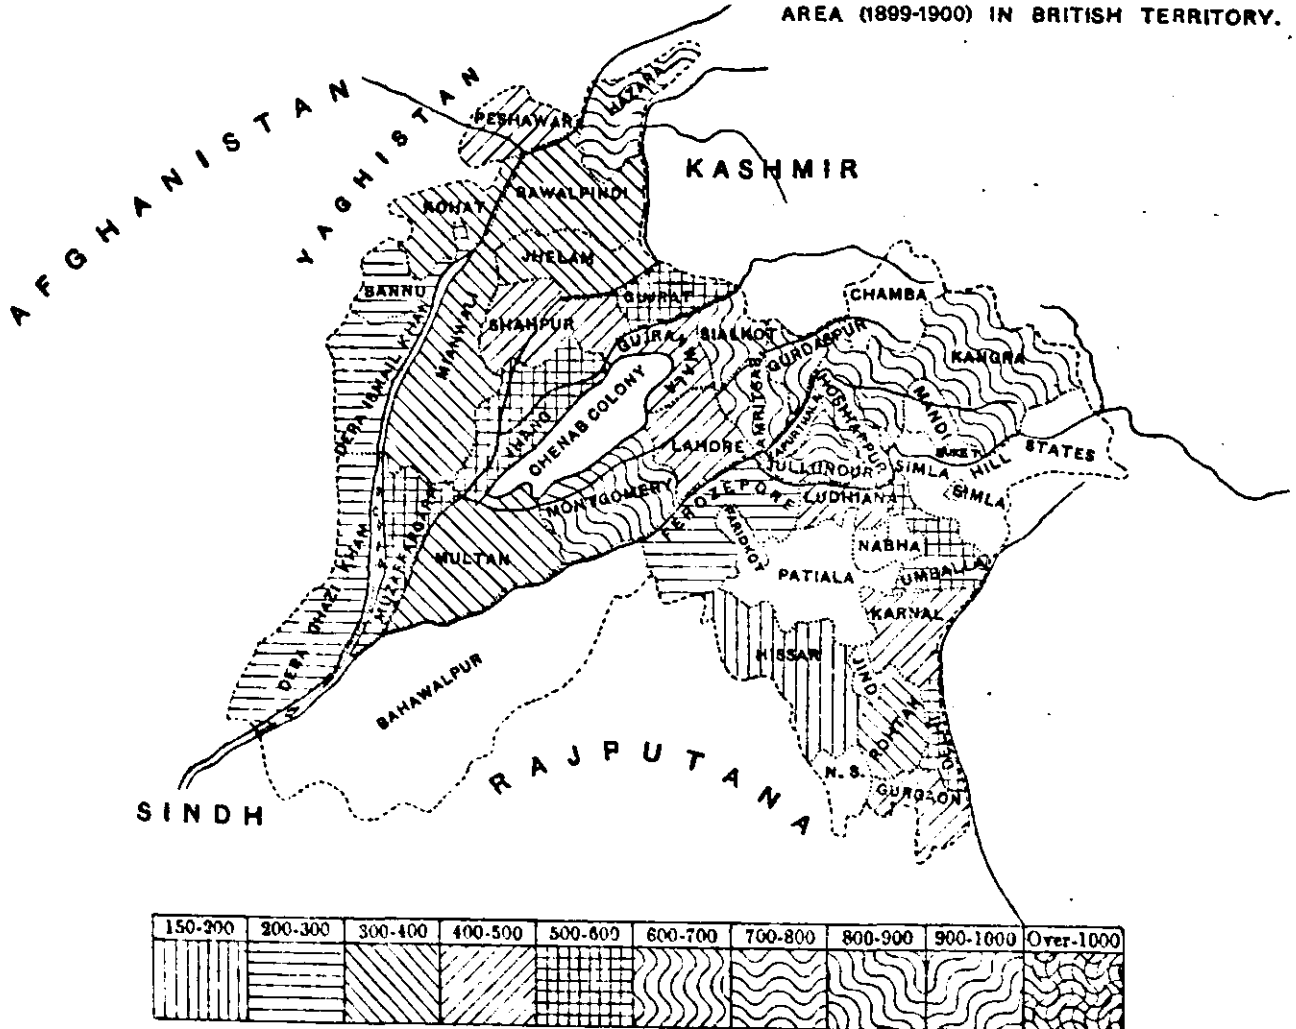 AREA (1899-1900) IN BRITISH TERRITORY.
AFGHANISTAN
YAGHISTAN
HAZARA
PESHAWAR
KASHMIR
RAWALPINDI
KOHAT
JHELAM
BANNU
GUJRAT
CHAMBA
SHAHPUR
MIANWALI
DERA ISMAIL KHAN
GUJRANWALA
SIALKOT
GURDASPUR
KANGRA
CHENAB COLONY
JHANG
AMRITSAR
KAPURTHALA
HOSHIARPUR
MANDI
SUKET
LAHORE
JULLUNDUR
SIMLA HILL STATES
SIMLA
MONTGOMERY
FEROZEPORE
LUDHIANA
FARIDKOT
NABHA
MUZAFFARGARH
MULTAN
PATIALA
UMBALLA
DERA GHAZI KHAM
KARNAL
HISSAR
JIND
BAHAWALPUR
ROHTAK
N. S.
GURGAON
RAJPUTANA
SINDH
150-200 200-300 300-400 400-500 500-600 600-700 700-800 800-900 900-1000 Over-1000